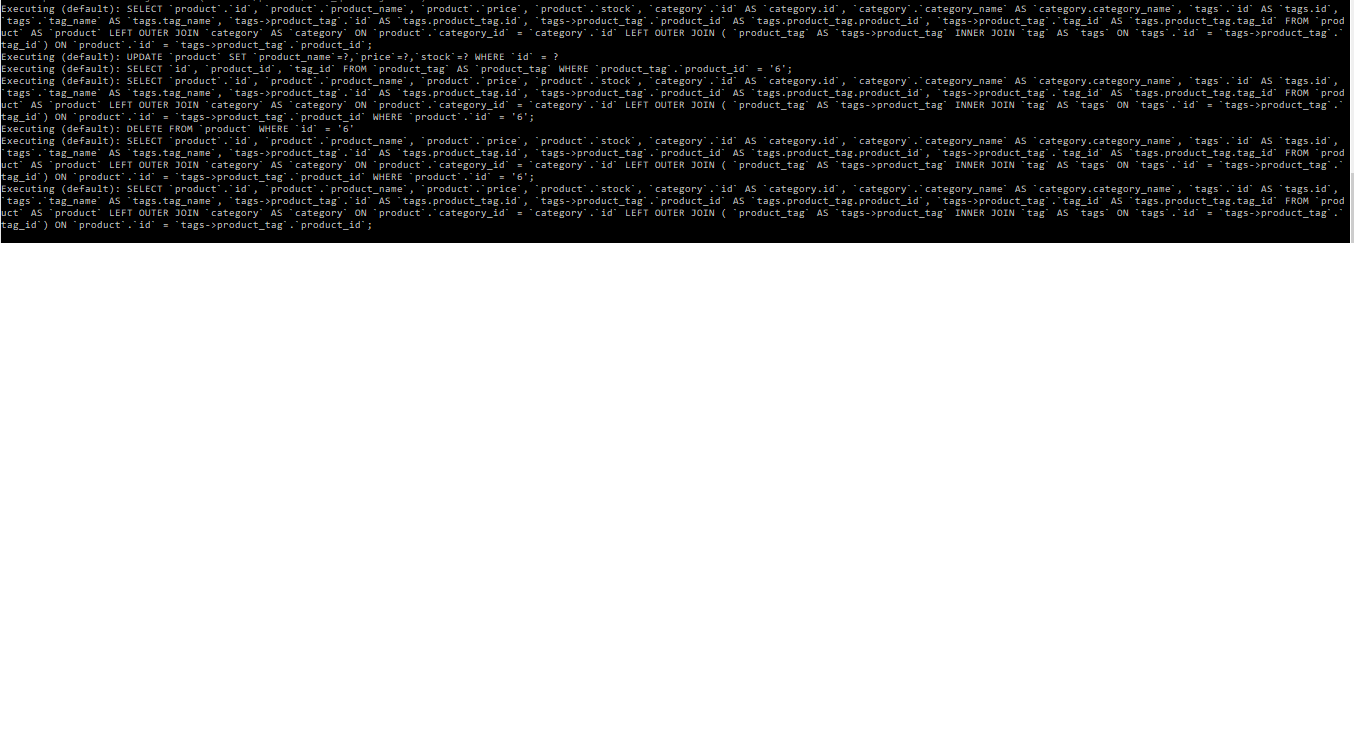 Executing (default): SELECT `product`.`id`, `product`.`product_name`, `product`.`price`, `product`.`stock`, `category`.`id` AS `category.id`, `category`.`category_name` AS `category.category_name`, `tags`.`id` AS `tags.id`,
`tags`.`tag_name` AS `tags.tag_name`, `tags->product_tag`.`id` AS `tags.product_tag.id`, `tags->product_tag`.`product_id` AS `tags.product_tag.product_id`, `tags->product_tag`.`tag_id` AS `tags.product_tag.tag_id` FROM `prod
uct` AS `product` LEFT OUTER JOIN `category` AS `category` ON `product`.`category_id` = `category`.`id` LEFT OUTER JOIN ( `product_tag` AS `tags->product_tag` INNER JOIN `tag` AS `tags` ON `tags`.`id` = `tags->product_tag`.`
tag_id`) ON `product`.`id` = `tags->product_tag`.`product_id`;
Executing (default): UPDATE `product` SET `product_name`=?,`price`=?,`stock`=? WHERE `id` = ?
Executing (default): SELECT `id`, `product_id`, `tag_id` FROM `product_tag` AS `product_tag` WHERE `product_tag`.`product_id` = '6';
Executing (default): SELECT `product`.`id`, `product`.`product_name`, `product`.`price`, `product`.`stock`, `category`.`id` AS `category.id`, `category`.`category_name` AS `category.category_name`, `tags`.`id` AS `tags.id`,
`tags`.`tag_name` AS `tags.tag_name`, `tags->product_tag`.`id` AS `tags.product_tag.id`, `tags->product_tag`.`product_id` AS `tags.product_tag.product_id`, `tags->product_tag`.`tag_id` AS `tags.product_tag.tag_id` FROM `prod
uct` AS `product` LEFT OUTER JOIN `category` AS `category` ON `product`.`category_id` = `category`.`id` LEFT OUTER JOIN ( `product_tag` AS `tags->product_tag` INNER JOIN `tag` AS `tags` ON `tags`.`id` = `tags->product_tag`.`
tag_id`) ON `product`.`id` = `tags->product_tag`.`product_id` WHERE `product`.`id` = '6';
Executing (default): DELETE FROM `product` WHERE `id` = '6'
Executing (default): SELECT `product`.`id`, `product`.`product_name`, `product`.`price`, `product`.`stock`, `category`.`id` AS `category.id`, `category`.`category_name` AS `category.category_name`, `tags`.`id` AS `tags.id`,
`tags`.`tag_name` AS `tags.tag_name`, `tags->product_tag`.`id` AS `tags.product_tag.id`, `tags->product_tag`.`product_id` AS `tags.product_tag.product_id`, `tags->product_tag`.`tag_id` AS `tags.product_tag.tag_id` FROM `prod
uct` AS `product` LEFT OUTER JOIN `category` AS `category` ON `product`.`category_id` = `category`.`id` LEFT OUTER JOIN ( `product_tag` AS `tags->product_tag` INNER JOIN `tag` AS `tags` ON `tags`.`id` = `tags->product_tag`.`
tag_id`) ON `product`.`id` = `tags->product_tag`.`product_id` WHERE `product`.`id` = '6';
Executing (default): SELECT `product`.`id`, `product`.`product_name`, `product`.`price`, `product`.`stock`, `category`.`id` AS `category.id`, `category`.`category_name` AS `category.category_name`, `tags`.`id` AS `tags.id`,
`tags`.`tag_name` AS `tags.tag_name`, `tags->product_tag`.`id` AS `tags.product_tag.id`, `tags->product_tag`.`product_id` AS `tags.product_tag.product_id`, `tags->product_tag`.`tag_id` AS `tags.product_tag.tag_id` FROM `prod
uct` AS `product` LEFT OUTER JOIN `category` AS `category` ON `product`.`category_id` = `category`.`id` LEFT OUTER JOIN ( `product_tag` AS `tags->product_tag` INNER JOIN `tag` AS `tags` ON `tags`.`id` = `tags->product_tag`.`
tag_id`) ON `product`.`id` = `tags->product_tag`.`product_id`;